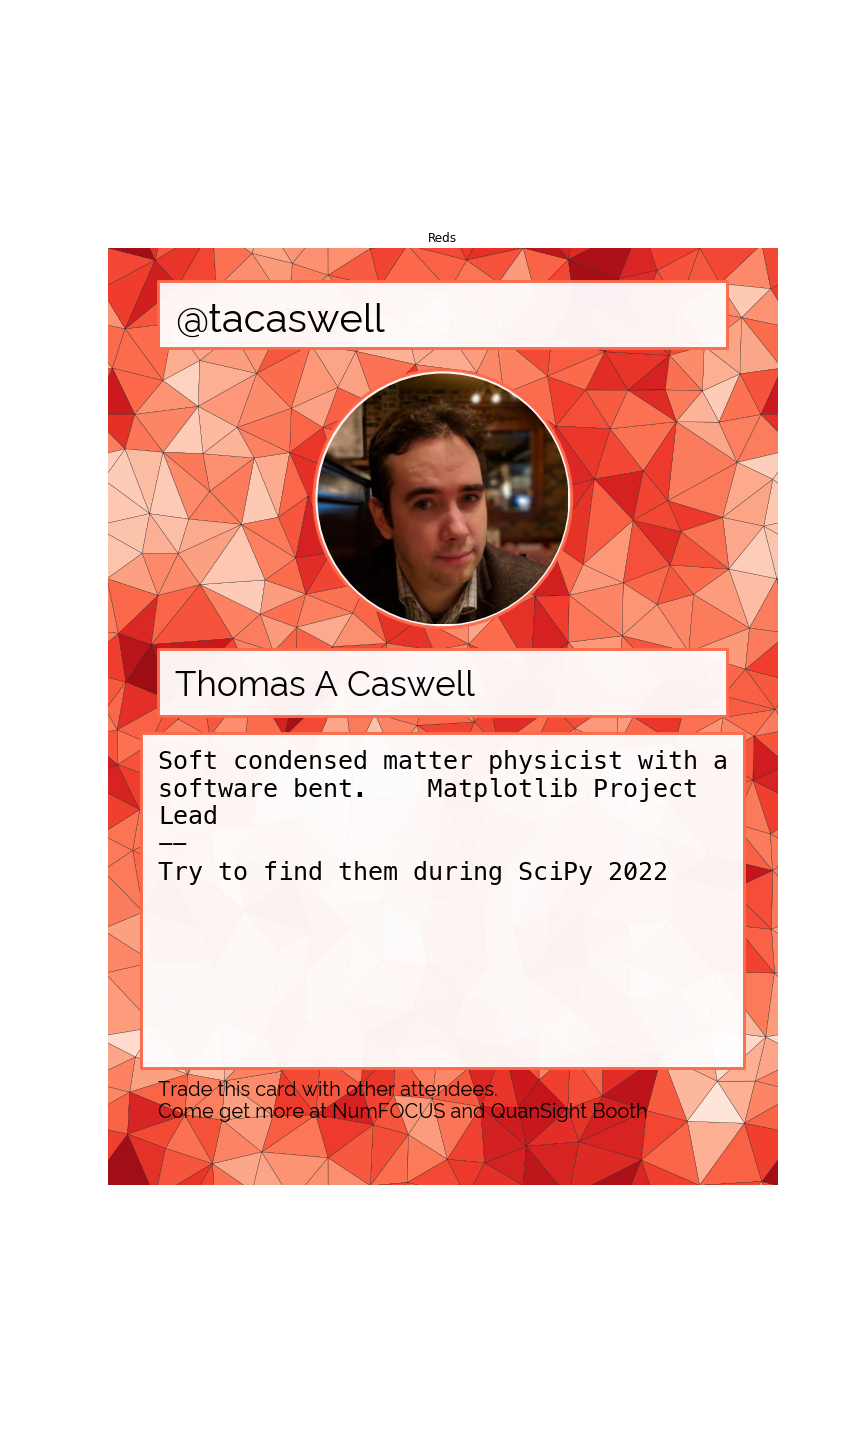 Reds
@tacaswell
Thomas A Caswell
Soft condensed matter physicist with a
software bent.    Matplotlib Project
Lead
——
Try to find them during SciPy 2022
Trade this card with other attendees.
Come get more at NumFOCUS and QuanSight Booth